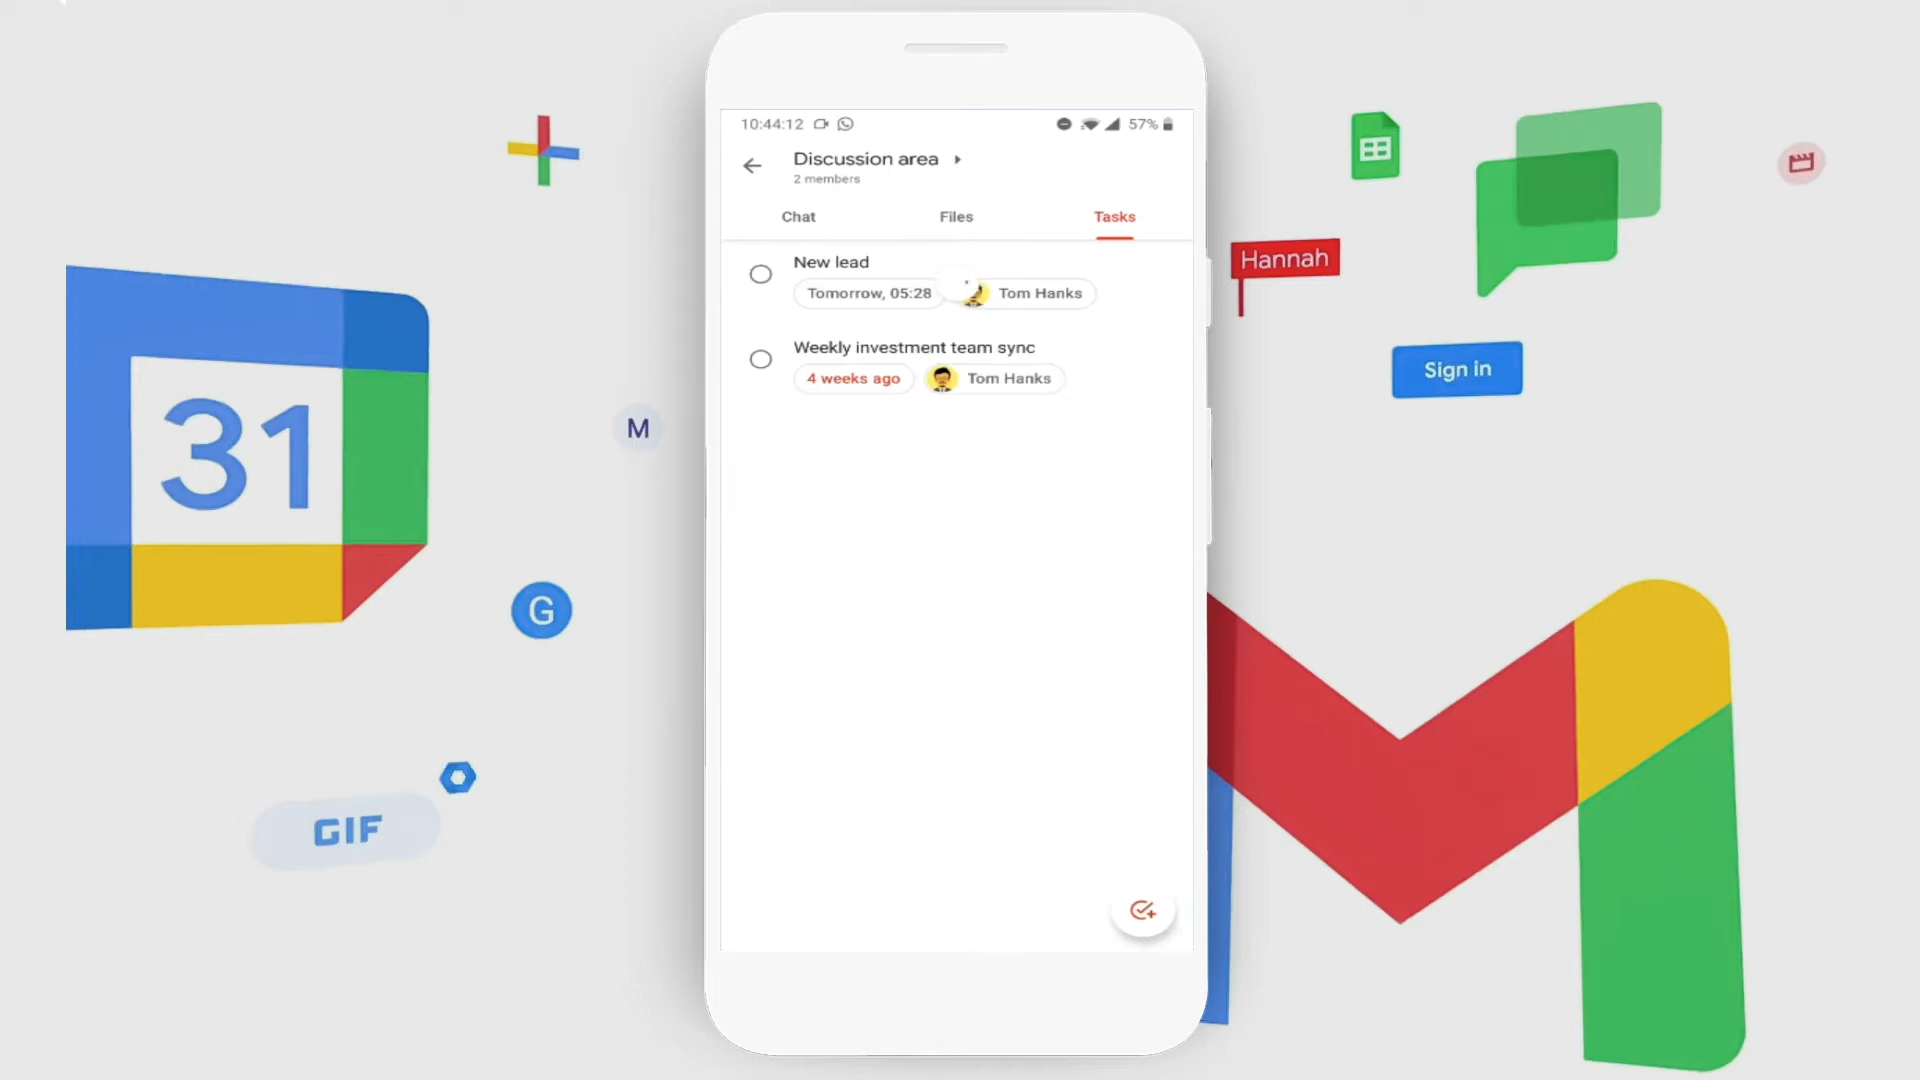 10:44:12
57%
Discussion area
2 members
Chat
Files
Tasks
New lead
Tomorrow, 05:28
Tom Hanks
Weekly investment team sync
4 weeks ago
Tom Hanks
31
M
G
GIF
Hannah
Sign in